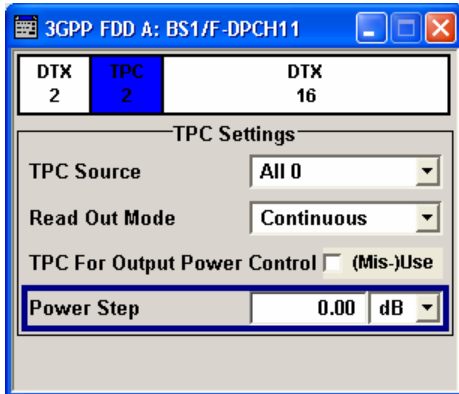 3GPP FDD A: BS1/F-DPCH11
DTX TPC DTX
2 2 16
TPC Settings
TPC Source All 0
Read Out Mode Continuous
TPC For Output Power Control (Mis-)Use
Power Step 0.00 dB